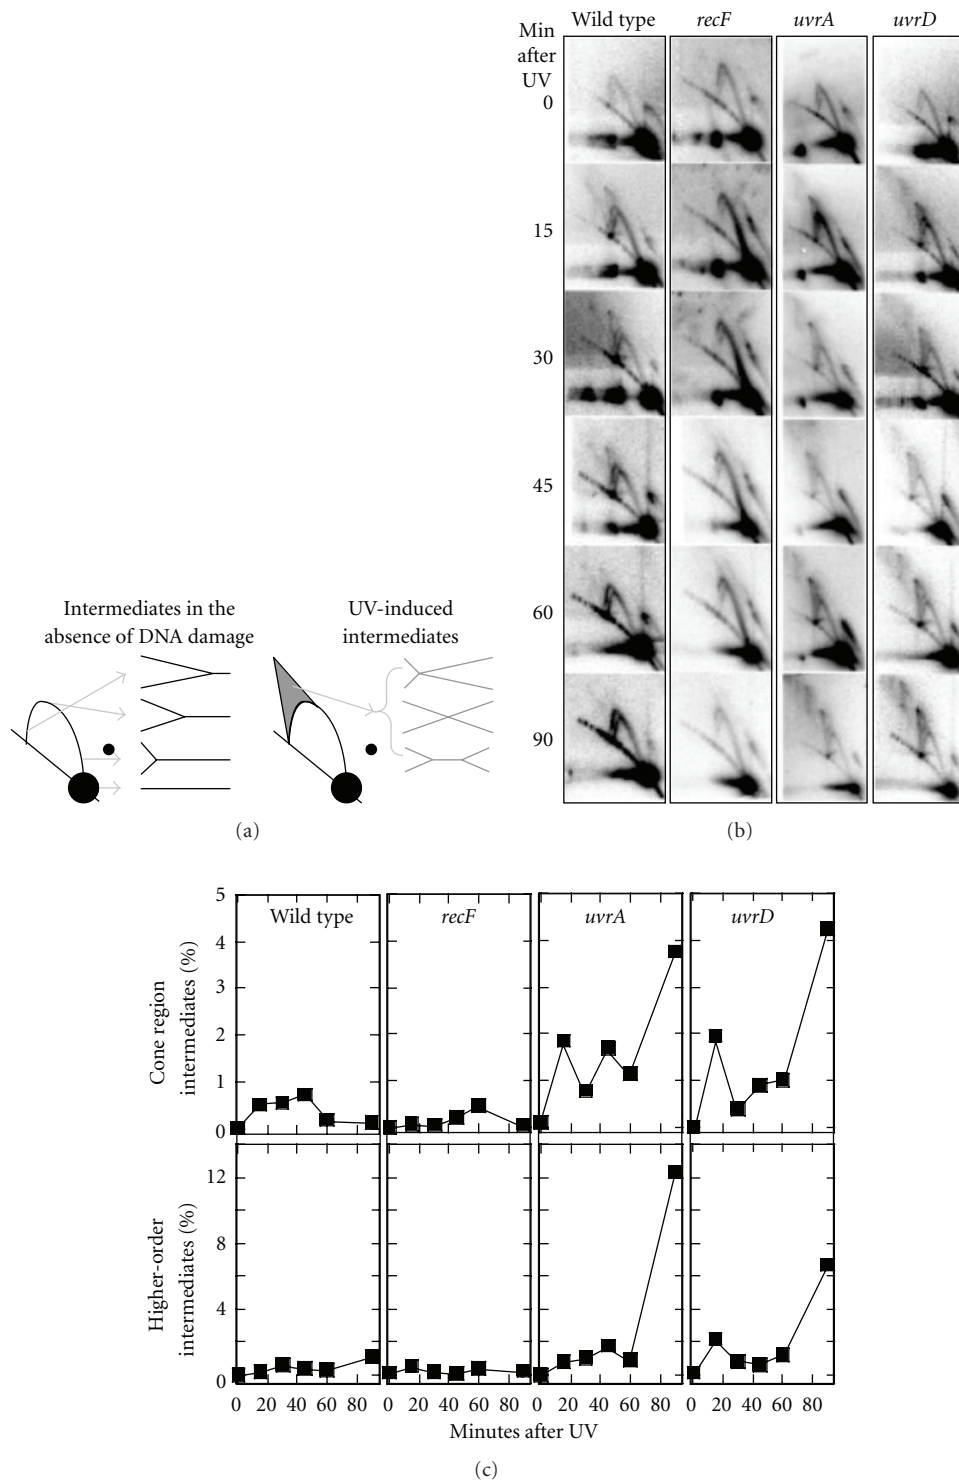 Min
after
UV
Wild type
recF
uvrA
uvrD
0
15
30
45
60
90
Intermediates in the
absence of DNA damage
UV-induced
intermediates
(a)
(b)
Cone region
intermediates (%)
5
4
3
2
1
0
Wild type
recF
uvrA
uvrD
Higher-order
intermediates (%)
12
8
4
0
0 20 40 60 80 0 20 40 60 80 0 20 40 60 80 0 20 40 60 80
Minutes after UV
(c)